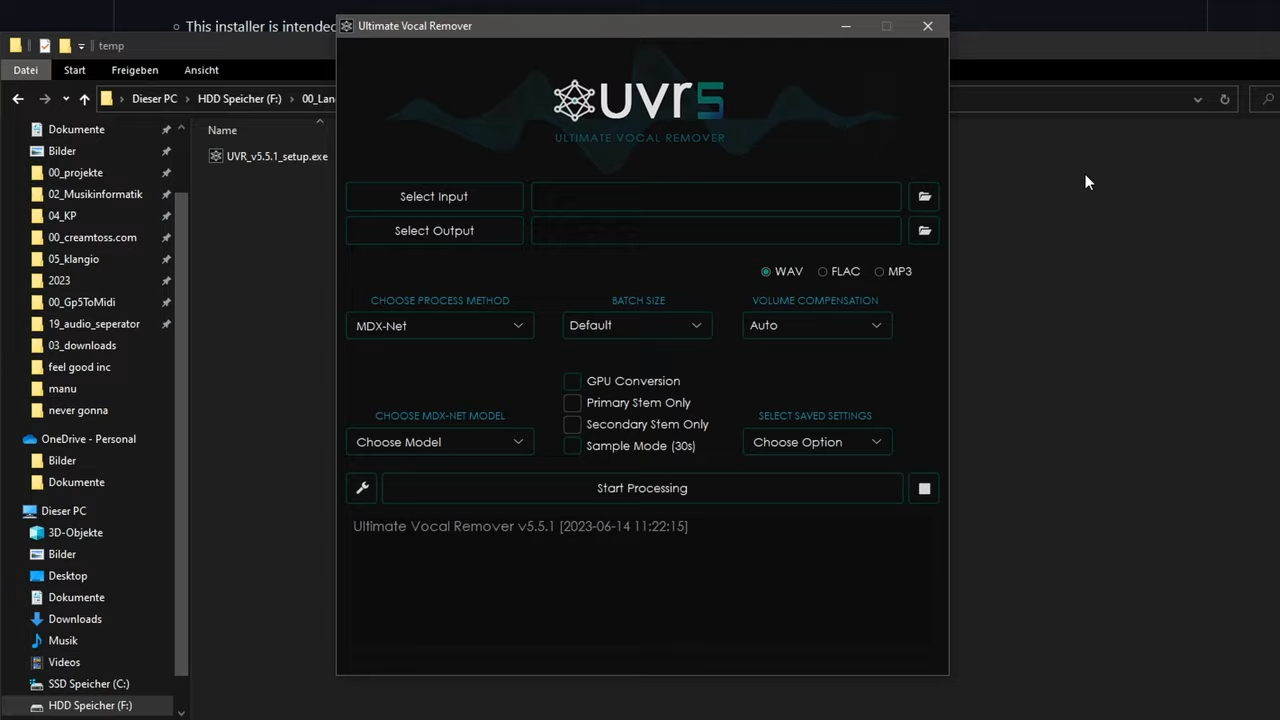 This installer is intended
temp
Datei Start Freigeben Ansicht
Dieser PC HDD Speicher (F:) 00_Lan
Dokumente
Bilder
00_projekte
02_Musikinformatik
04_KP
00_creamtoss.com
05_klangio
2023
00_Gp5ToMidi
19_audio_seperator
03_downloads
feel good inc
manu
never gonna
OneDrive - Personal
Bilder
Dokumente
Dieser PC
3D-Objekte
Bilder
Desktop
Dokumente
Downloads
Musik
Videos
SSD Speicher (C:)
HDD Speicher (F:)
Name
UVR_v5.5.1_setup.exe
Ultimate Vocal Remover
uvr5
ULTIMATE VOCAL REMOVER
Select Input
Select Output
WAV FLAC MP3
CHOOSE PROCESS METHOD BATCH SIZE VOLUME COMPENSATION
MDX-Net Default Auto
GPU Conversion
Primary Stem Only
CHOOSE MDX-NET MODEL SELECT SAVED SETTINGS
Secondary Stem Only
Choose Model Choose Option
Sample Mode (30s)
Start Processing
Ultimate Vocal Remover v5.5.1 [2023-06-14 11:22:15]